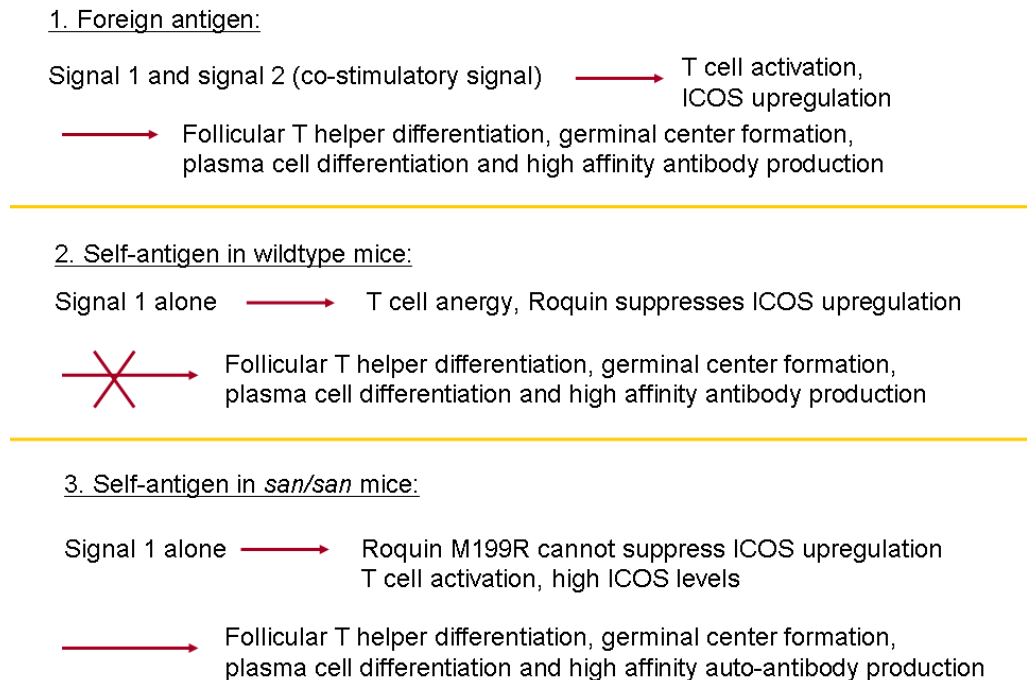 1. Foreign antigen:
Signal 1 and signal 2 (co-stimulatory signal)
T cell activation,
ICOS upregulation
Follicular T helper differentiation, germinal center formation,
plasma cell differentiation and high affinity antibody production
2. Self-antigen in wildtype mice:
Signal 1 alone
T cell anergy, Roquin suppresses ICOS upregulation
Follicular T helper differentiation, germinal center formation,
plasma cell differentiation and high affinity antibody production
3. Self-antigen in san/san mice:
Signal 1 alone
Roquin M199R cannot suppress ICOS upregulation
T cell activation, high ICOS levels
Follicular T helper differentiation, germinal center formation,
plasma cell differentiation and high affinity auto-antibody production